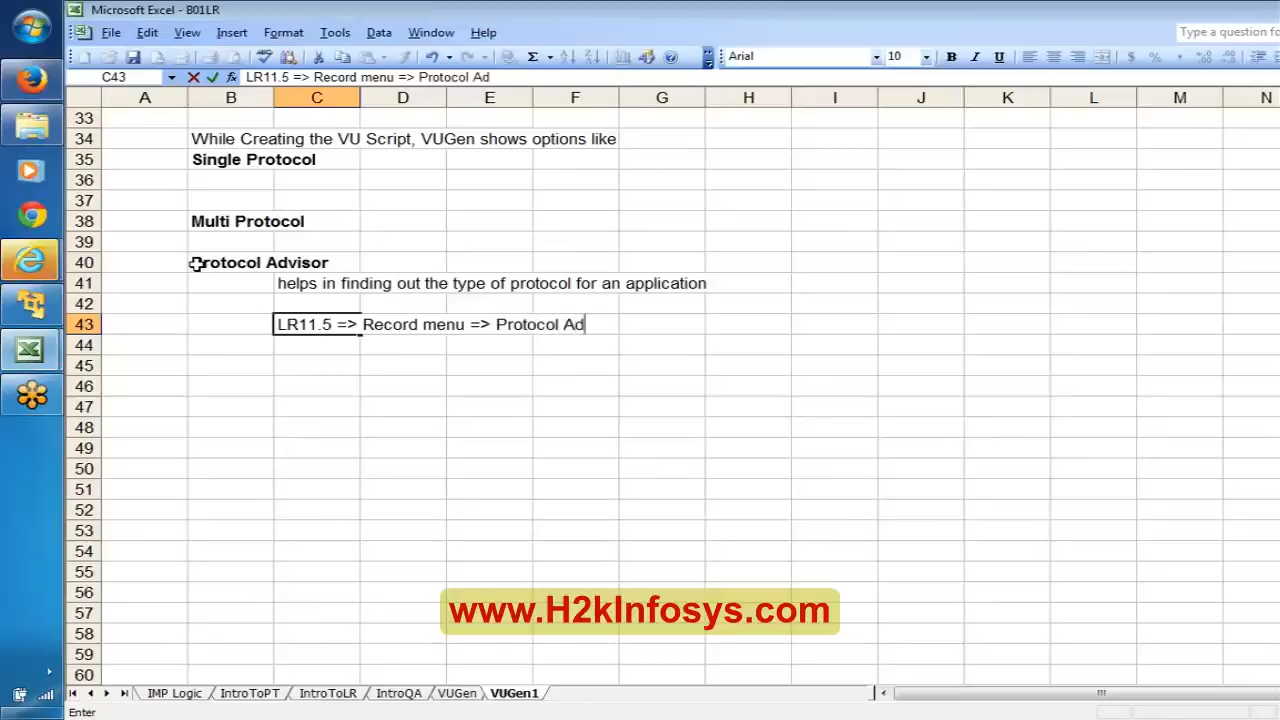 Microsoft Excel - B01LR
File Edit View Insert Format Tools Data Window Help
Type a question fo
Arial 10 B I U
C43 fx LR11.5 => Record menu => Protocol Ad
A B C D E F G H I J K L M N
33
34 While Creating the VU Script, VUGen shows options like
35 Single Protocol
36
37
38 Multi Protocol
39
40 Protocol Advisor
41 helps in finding out the type of protocol for an application
42
43 LR11.5 => Record menu => Protocol Ad
44
45
46
47
48
49
50
51
52
53
54
55
56
57
58
59
60
www.H2kInfosys.com
IMP Logic IntroToPT IntroToLR IntroQA VUGen VUGen1
Enter